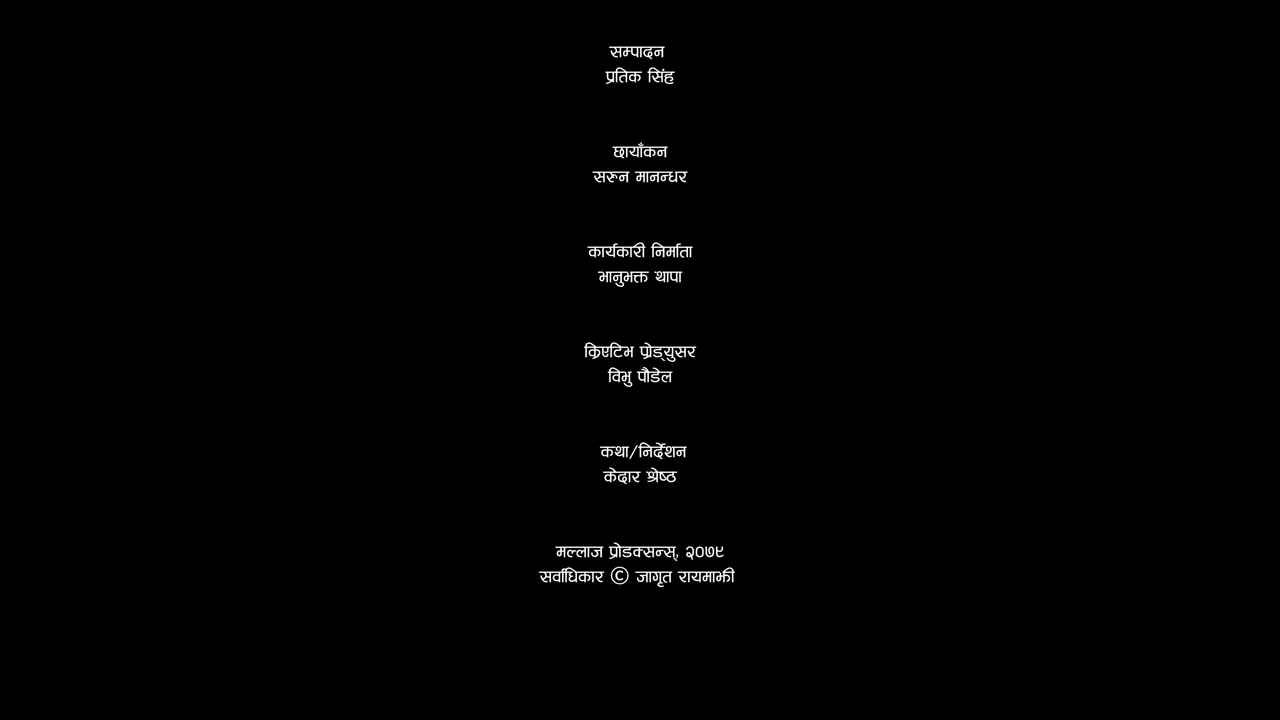 सम्पादन
प्रतिक सिंह
छायाँकन
सरून मानन्धर
कार्यकारी निर्माता
भानुभक्त थापा
क्रिएटिभ प्रोड्युसर
विभु पौडेल
कथा/निर्देशन
केदार श्रेष्ठ
मल्लाज प्रोडक्सन्स्, २०७९
सर्वाधिकार © जागृत रायमाझी